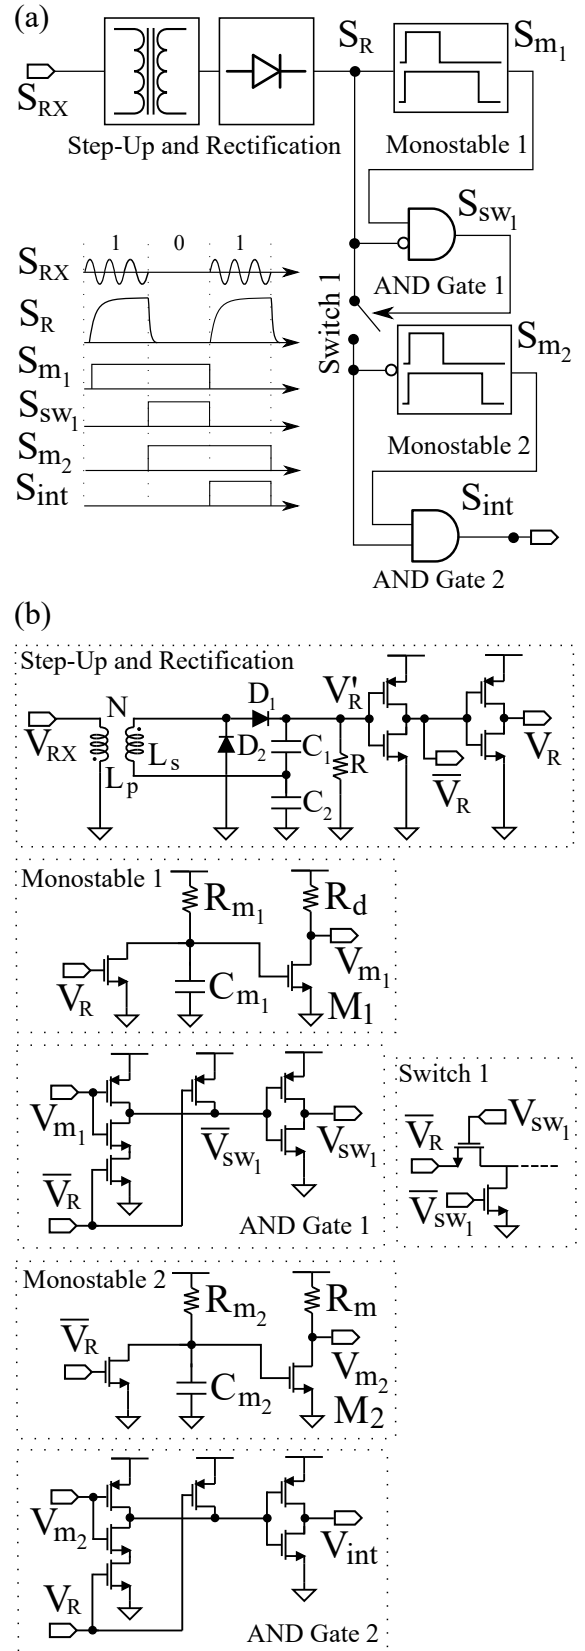 (a)
S_R
S_m1
S_RX
Step-Up and Rectification
Monostable 1
S_sw1
AND Gate 1
1 0 1
S_RX
S_R
S_m1
S_sw1
S_m2
S_int
Switch 1
S_m2
Monostable 2
S_int
AND Gate 2
(b)
Step-Up and Rectification
V_RX
N
L_p
L_s
D_1
D_2
C_1
C_2
V'_R
R
V̅_R
V_R
Monostable 1
R_m1
R_d
V_R
C_m1
V_m1
M_1
V_m1
V̅_R
V̅_sw1
V_sw1
AND Gate 1
Switch 1
V_sw1
V̅_R
V̅_sw1
Monostable 2
R_m2
R_m
V̅_R
C_m2
V_m2
M_2
V_m2
V_R
V_int
AND Gate 2